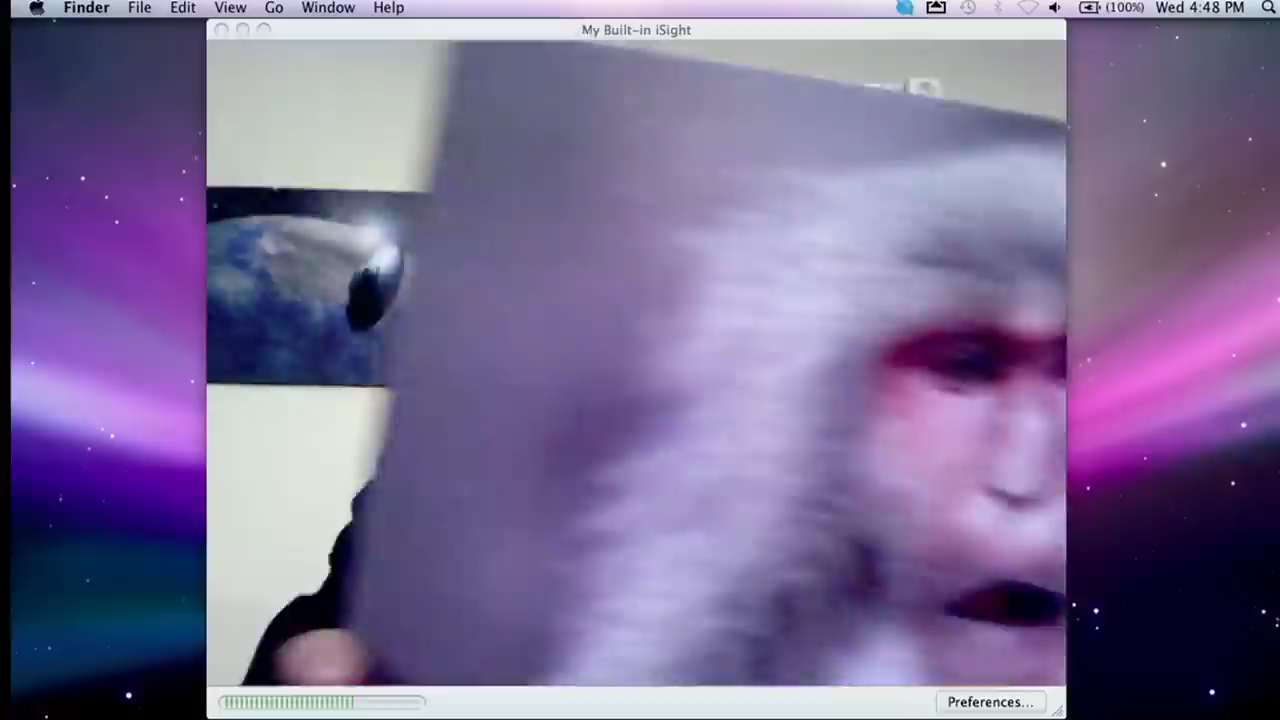 Finder File Edit View Go Window Help (100%) Wed 4:48 PM
My Built-in iSight
Preferences...